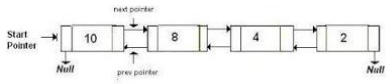 next pointer
Start
Pointer
10
8
4
2
Null
prev pointer
Null